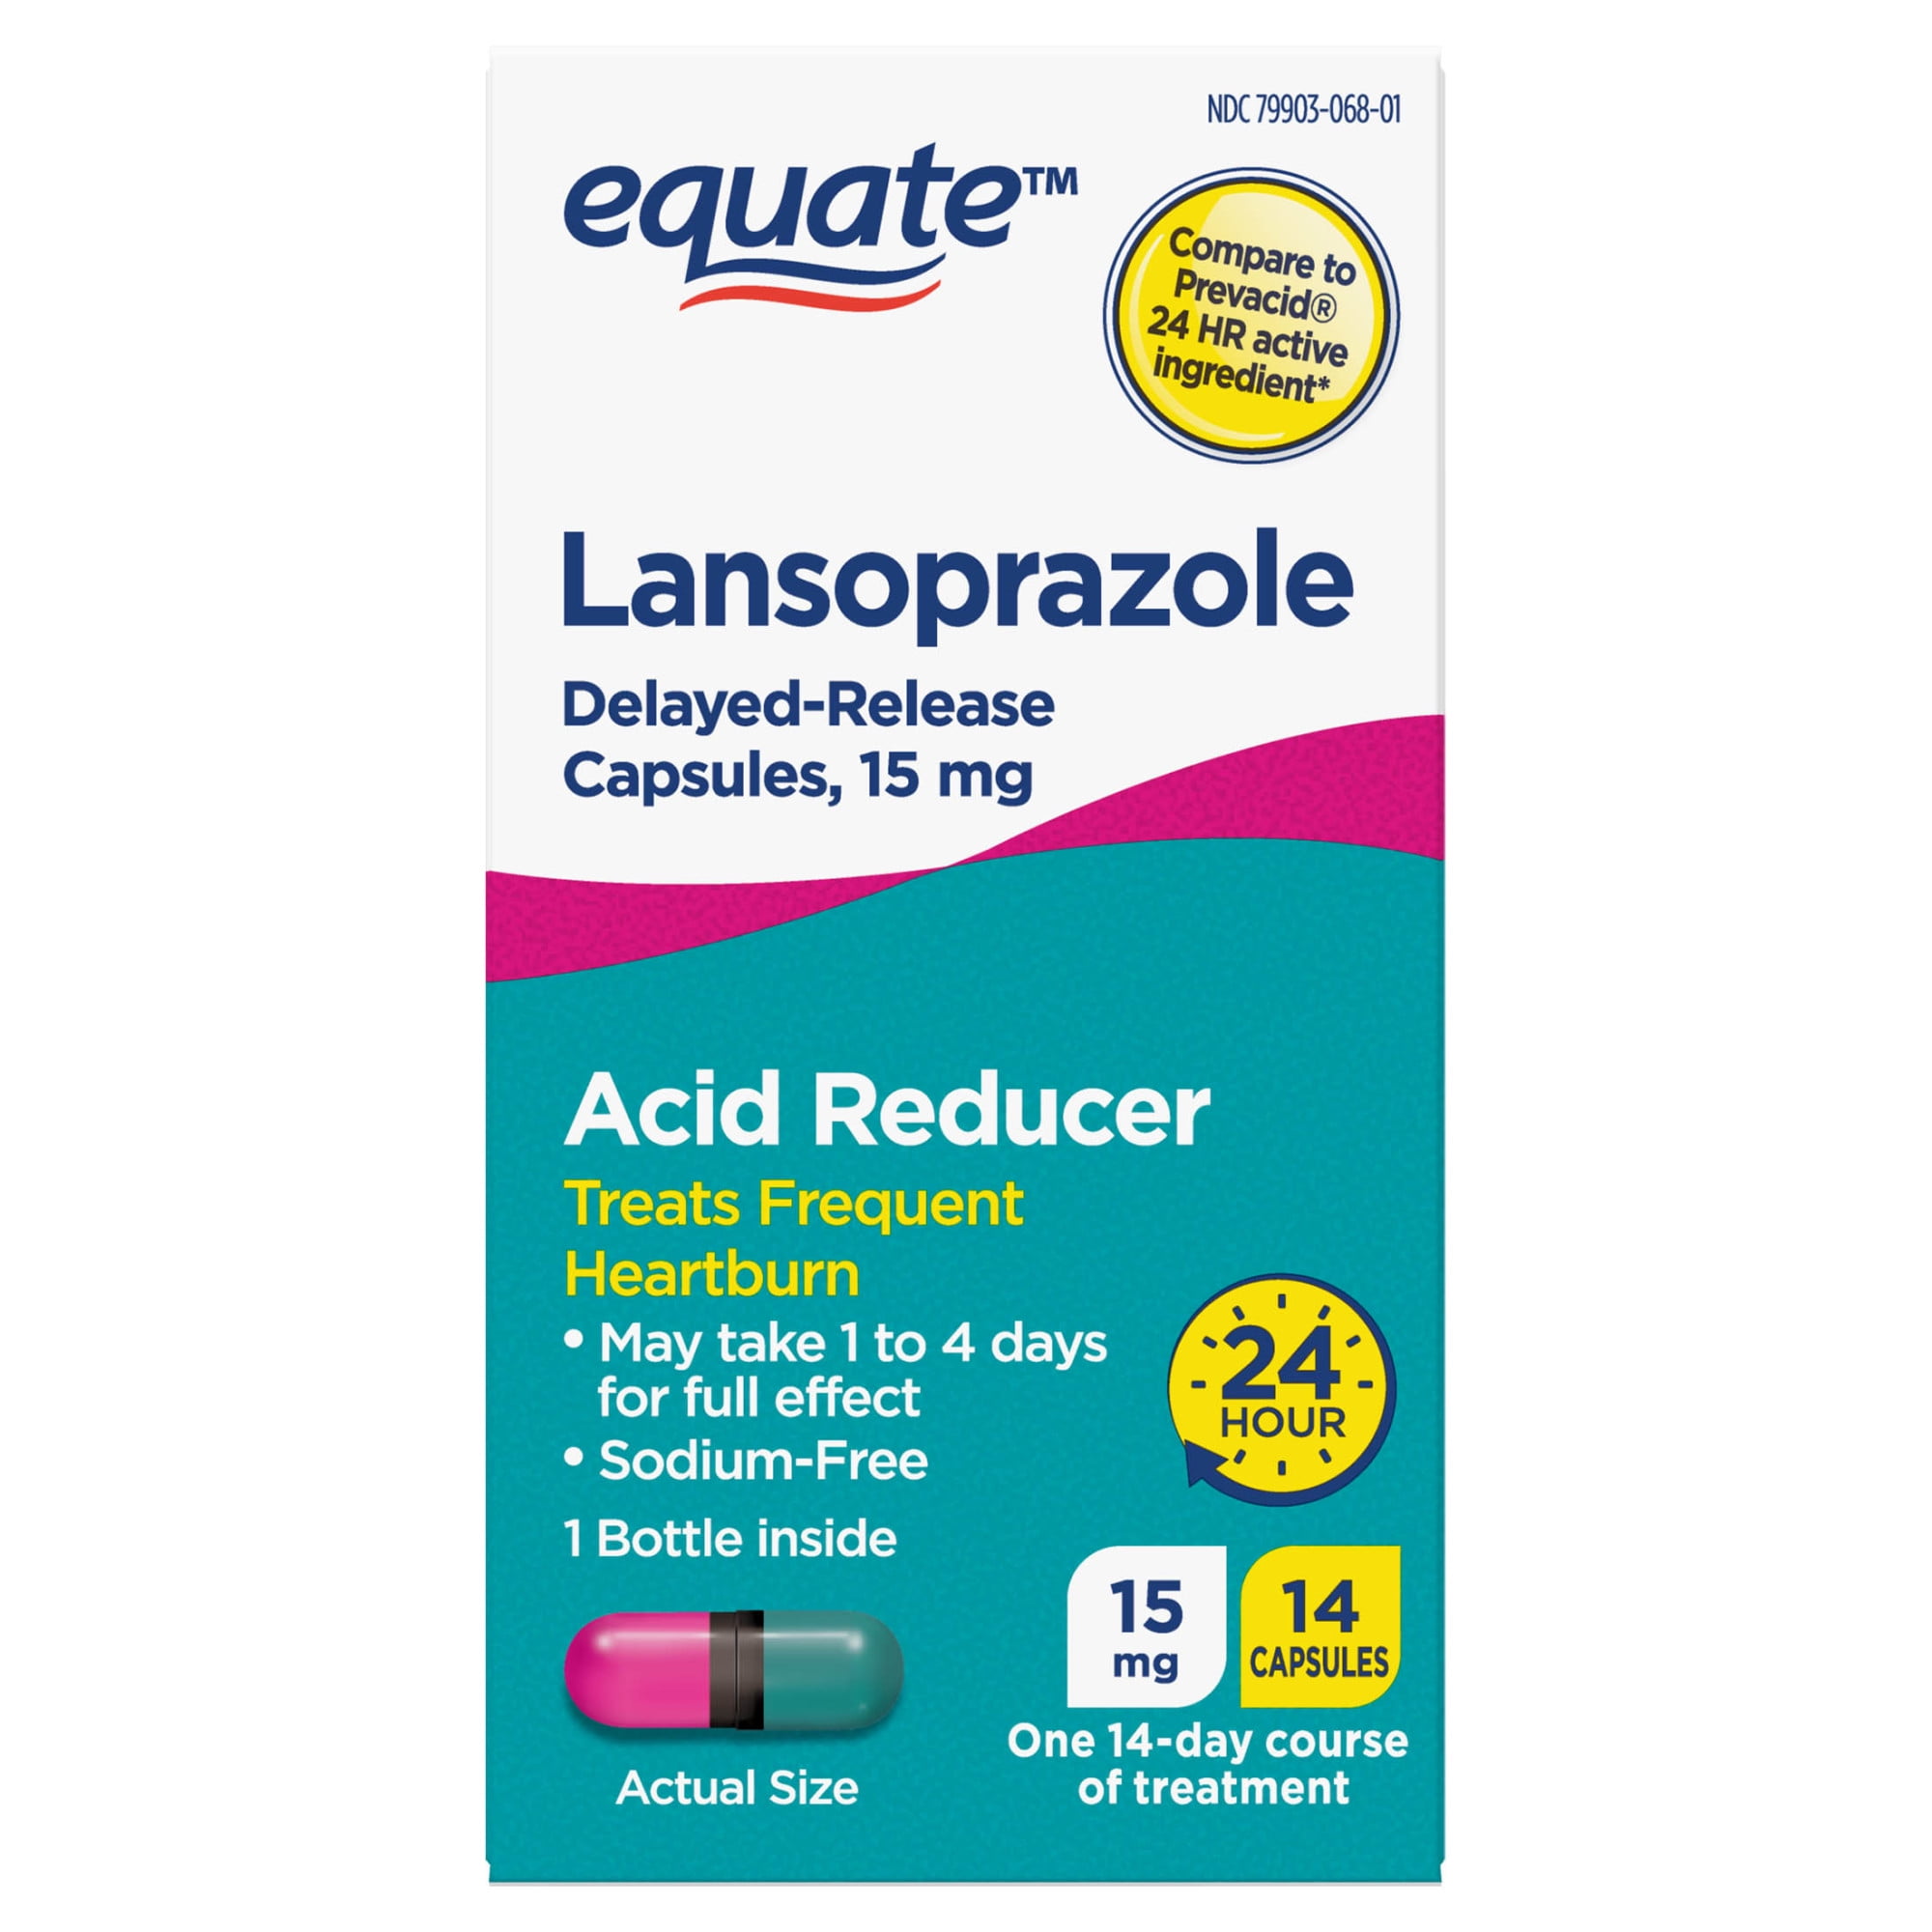 NDC 79903-068-01
equate™
Compare to
Prevacid®
24 HR active
ingredient*
Lansoprazole
Delayed-Release
Capsules, 15 mg
Acid Reducer
Treats Frequent
Heartburn
• May take 1 to 4 days
for full effect
• Sodium-Free
24
HOUR
1 Bottle inside
15
mg
14
CAPSULES
One 14-day course
of treatment
Actual Size